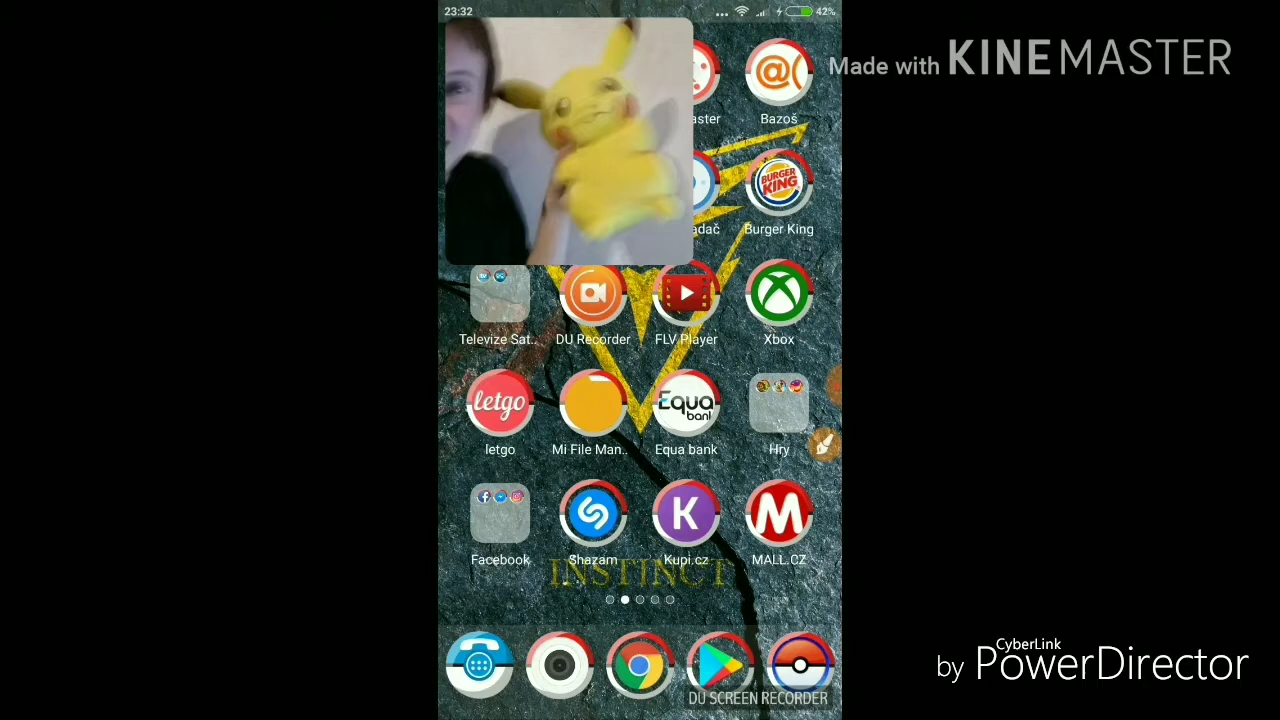 23:32
42%
Made with KINEMASTER
aster
Bazoš
BURGER KING
adač
Burger King
Televize Sat..
DU Recorder
FLV Player
Xbox
letgo
Equa bank
letgo
Mi File Man..
Equa bank
Hry
K
M
Facebook
Shazam
Kupi.cz
MALL.CZ
INSTINCT
CyberLink
by PowerDirector
DU SCREEN RECORDER